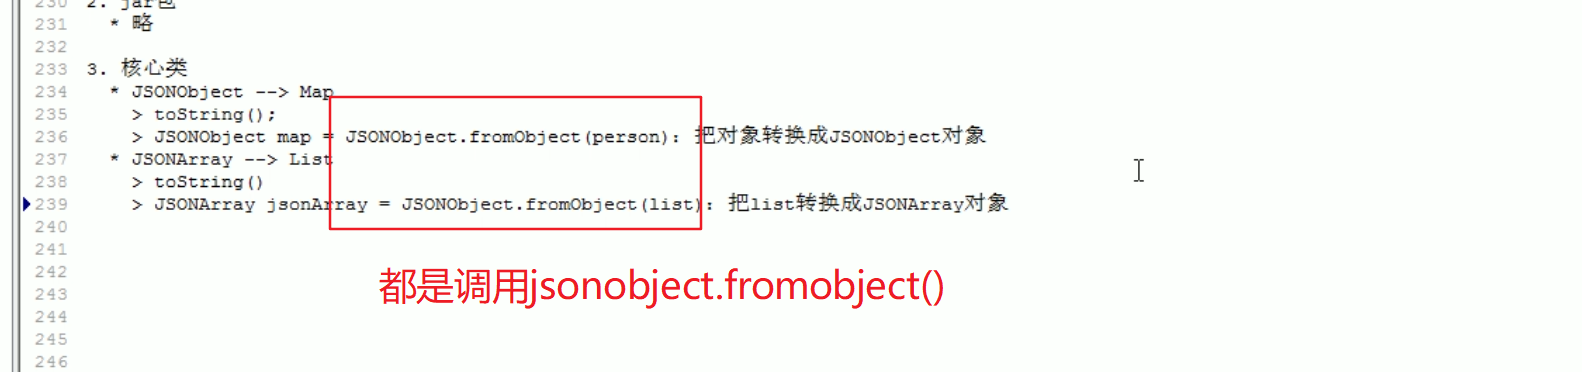 230 2. jar包
231 * 略
232
233 3. 核心类
234 * JSONObject --> Map
235 > toString();
236 > JSONObject map = JSONObject.fromObject(person): 把对象转换成JSONObject对象
237 * JSONArray --> List
238 > toString()
239 > JSONArray jsonArray = JSONObject.fromObject(list): 把list转换成JSONArray对象
240
241
242
都是调用jsonobject.fromobject()
243
244
245
246